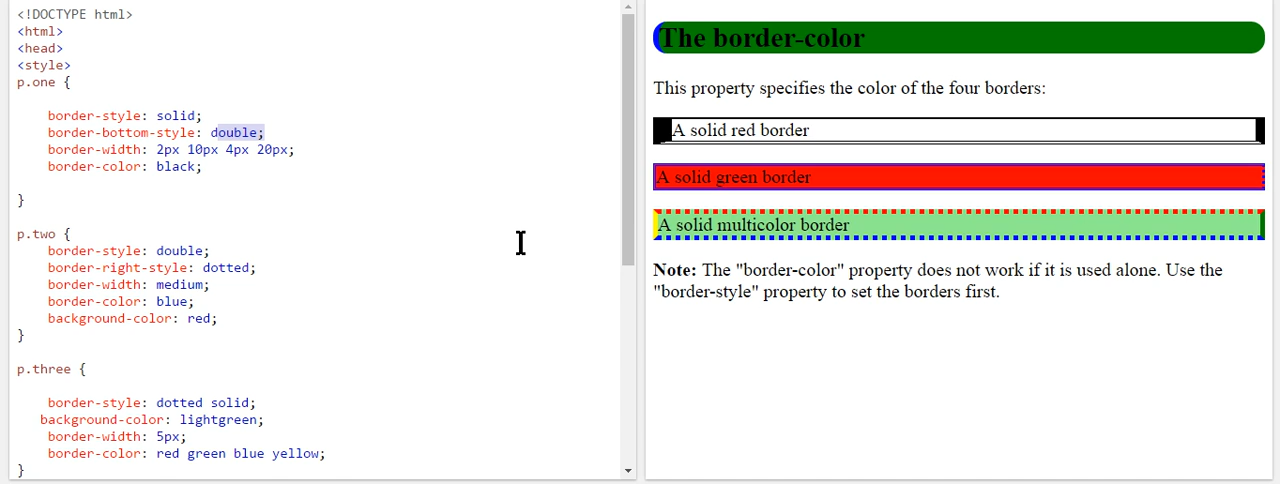 <!DOCTYPE html>
<html>
<head>
<style>
p.one {
border-style: solid;
border-bottom-style: double;
border-width: 2px 10px 4px 20px;
border-color: black;
}
p.two {
border-style: double;
border-right-style: dotted;
border-width: medium;
border-color: blue;
background-color: red;
}
p.three {
border-style: dotted solid;
background-color: lightgreen;
border-width: 5px;
border-color: red green blue yellow;
}
The border-color
This property specifies the color of the four borders:
A solid red border
A solid green border
A solid multicolor border
Note: The "border-color" property does not work if it is used alone. Use the
"border-style" property to set the borders first.